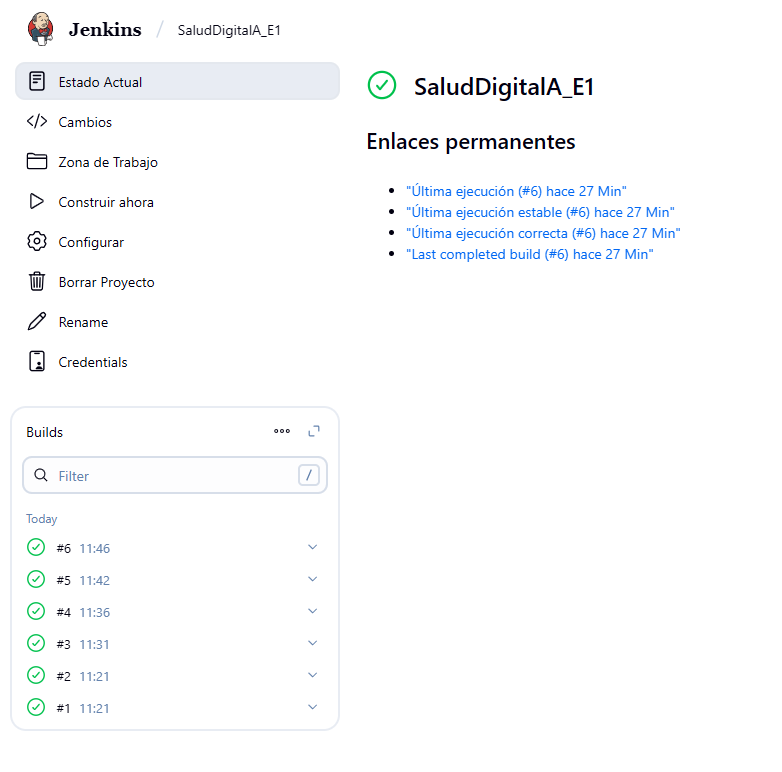 Jenkins / SaludDigitalA_E1
Estado Actual
Cambios
Zona de Trabajo
Construir ahora
Configurar
Borrar Proyecto
Rename
Credentials
Builds
Filter /
Today
#6 11:46
#5 11:42
#4 11:36
#3 11:31
#2 11:21
#1 11:21
SaludDigitalA_E1
Enlaces permanentes
"Última ejecución (#6) hace 27 Min"
"Última ejecución estable (#6) hace 27 Min"
"Última ejecución correcta (#6) hace 27 Min"
"Last completed build (#6) hace 27 Min"